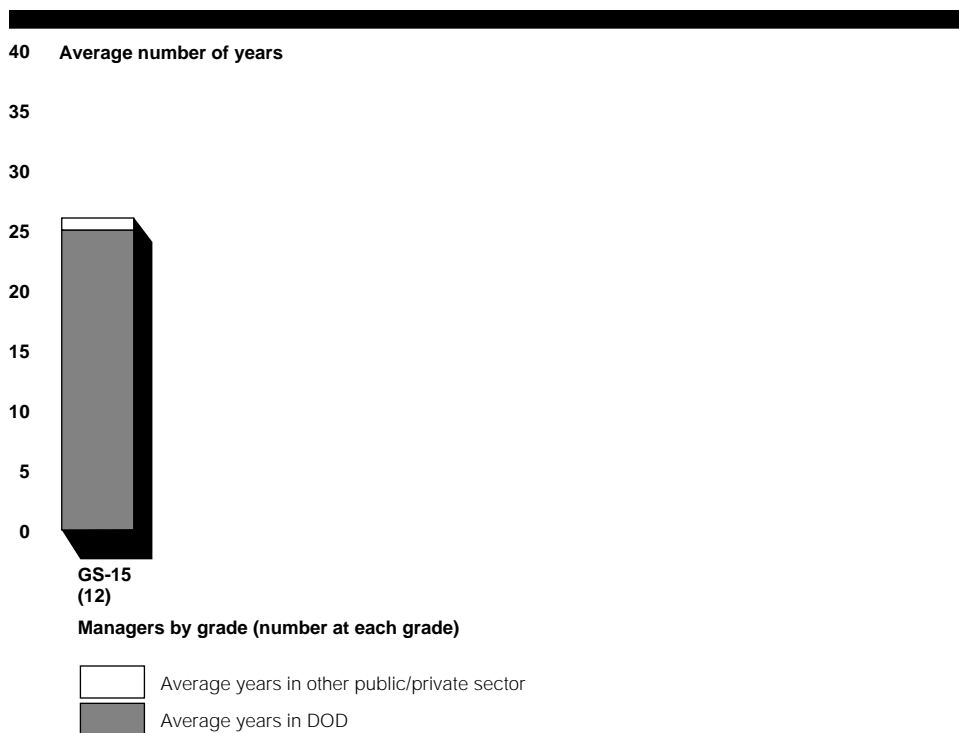 40 Average number of years
35
30
25
20
15
10
5
0
GS-15
(12)
Managers by grade (number at each grade)
Average years in other public/private sector
Average years in DOD